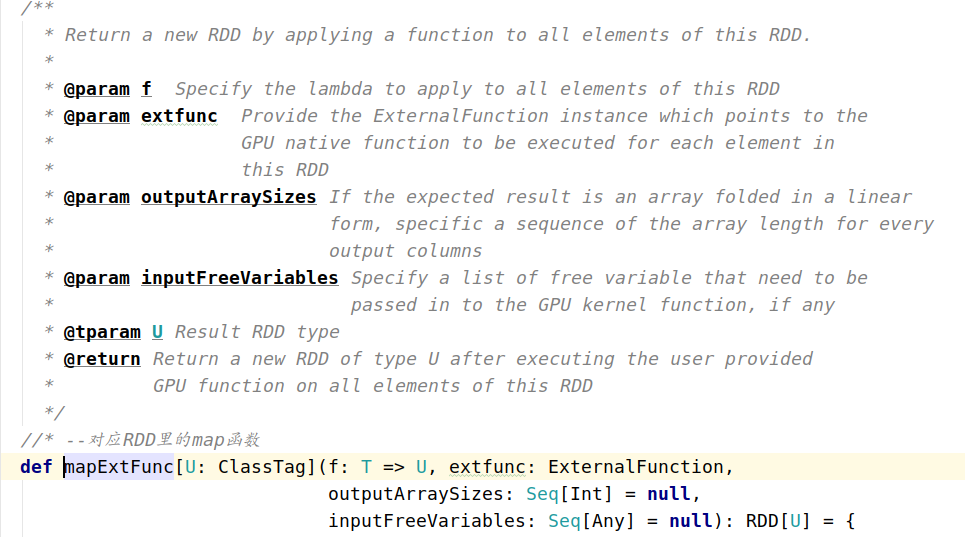 /**
* Return a new RDD by applying a function to all elements of this RDD.
*
* @param f Specify the lambda to apply to all elements of this RDD
* @param extfunc Provide the ExternalFunction instance which points to the
* GPU native function to be executed for each element in
* this RDD
* @param outputArraySizes If the expected result is an array folded in a linear
* form, specific a sequence of the array length for every
* output columns
* @param inputFreeVariables Specify a list of free variable that need to be
* passed in to the GPU kernel function, if any
* @tparam U Result RDD type
* @return Return a new RDD of type U after executing the user provided
* GPU function on all elements of this RDD
*/
//* --对应RDD里的map函数
def mapExtFunc[U: ClassTag](f: T => U, extfunc: ExternalFunction,
outputArraySizes: Seq[Int] = null,
inputFreeVariables: Seq[Any] = null): RDD[U] = {